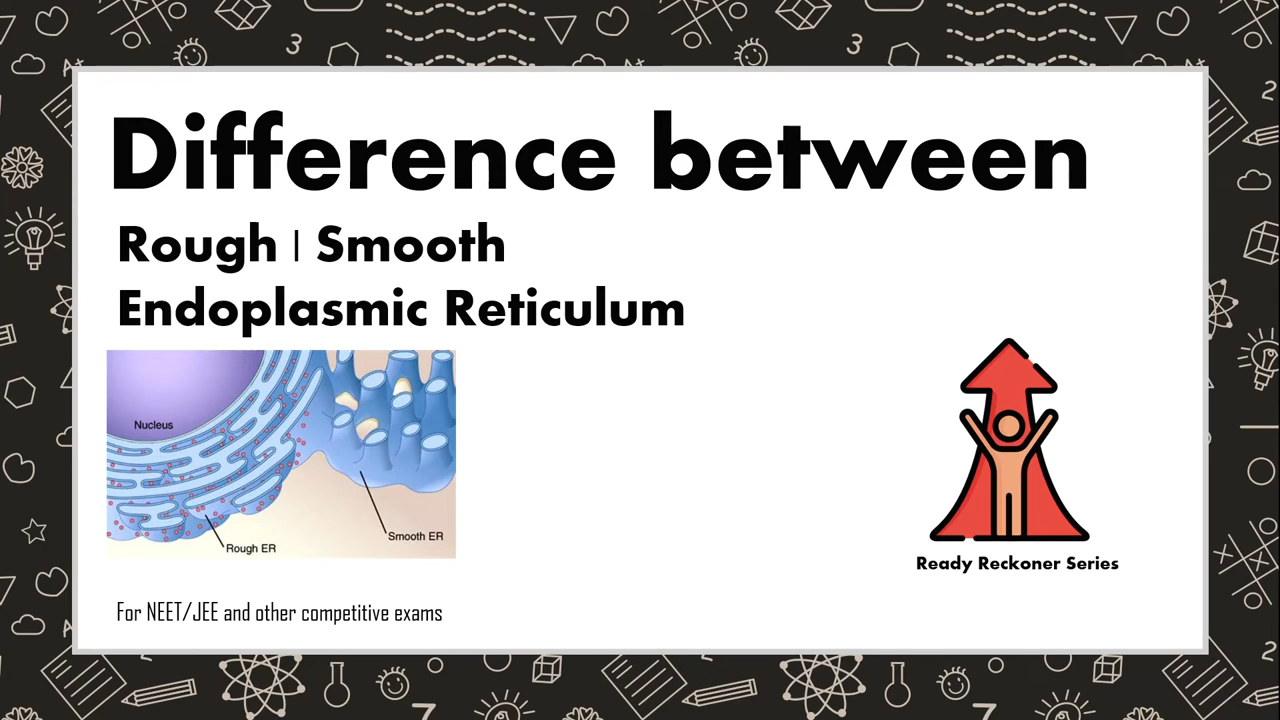 Difference between
Rough | Smooth
Endoplasmic Reticulum
Nucleus
Smooth ER
Rough ER
Ready Reckoner Series
For NEET/JEE and other competitive exams